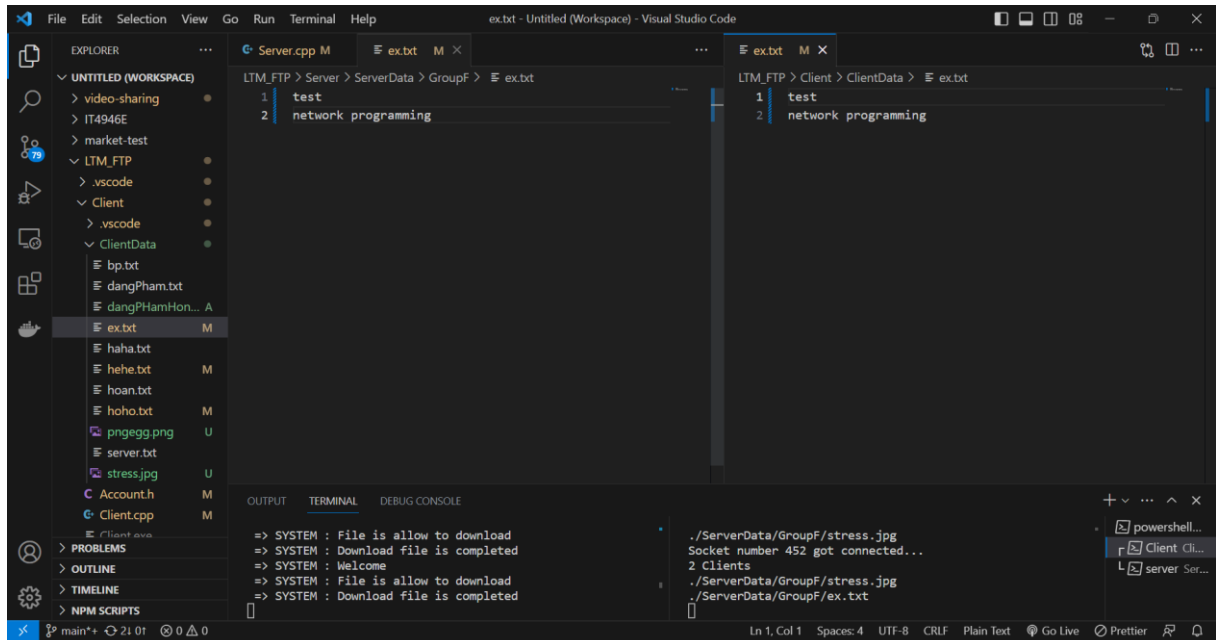 File Edit Selection View Go Run Terminal Help
ex.txt - Untitled (Workspace) - Visual Studio Code
EXPLORER
UNTITLED (WORKSPACE)
video-sharing
IT4946E
market-test
LTM_FTP
.vscode
Client
.vscode
ClientData
bp.txt
dangPham.txt
dangPHamHon... A
ex.txt M
haha.txt
hehe.txt M
hoan.txt
hoho.txt M
pngegg.png U
server.txt
stress.jpg U
Account.h M
Client.cpp M
Client.exe
PROBLEMS
OUTLINE
TIMELINE
NPM SCRIPTS
79
Server.cpp M ex.txt M
LTM_FTP > Server > ServerData > GroupF > ex.txt
1 test
2 network programming
ex.txt M
LTM_FTP > Client > ClientData > ex.txt
1 test
2 network programming
OUTPUT TERMINAL DEBUG CONSOLE
=> SYSTEM : File is allow to download
=> SYSTEM : Download file is completed
=> SYSTEM : Welcome
=> SYSTEM : File is allow to download
=> SYSTEM : Download file is completed
./ServerData/GroupF/stress.jpg
Socket number 452 got connected...
2 Clients
./ServerData/GroupF/stress.jpg
./ServerData/GroupF/ex.txt
powershell...
Client Cli...
server Ser...
main*+ 2↓ 0↑ 0 0
Ln 1, Col 1 Spaces: 4 UTF-8 CRLF Plain Text Go Live Prettier